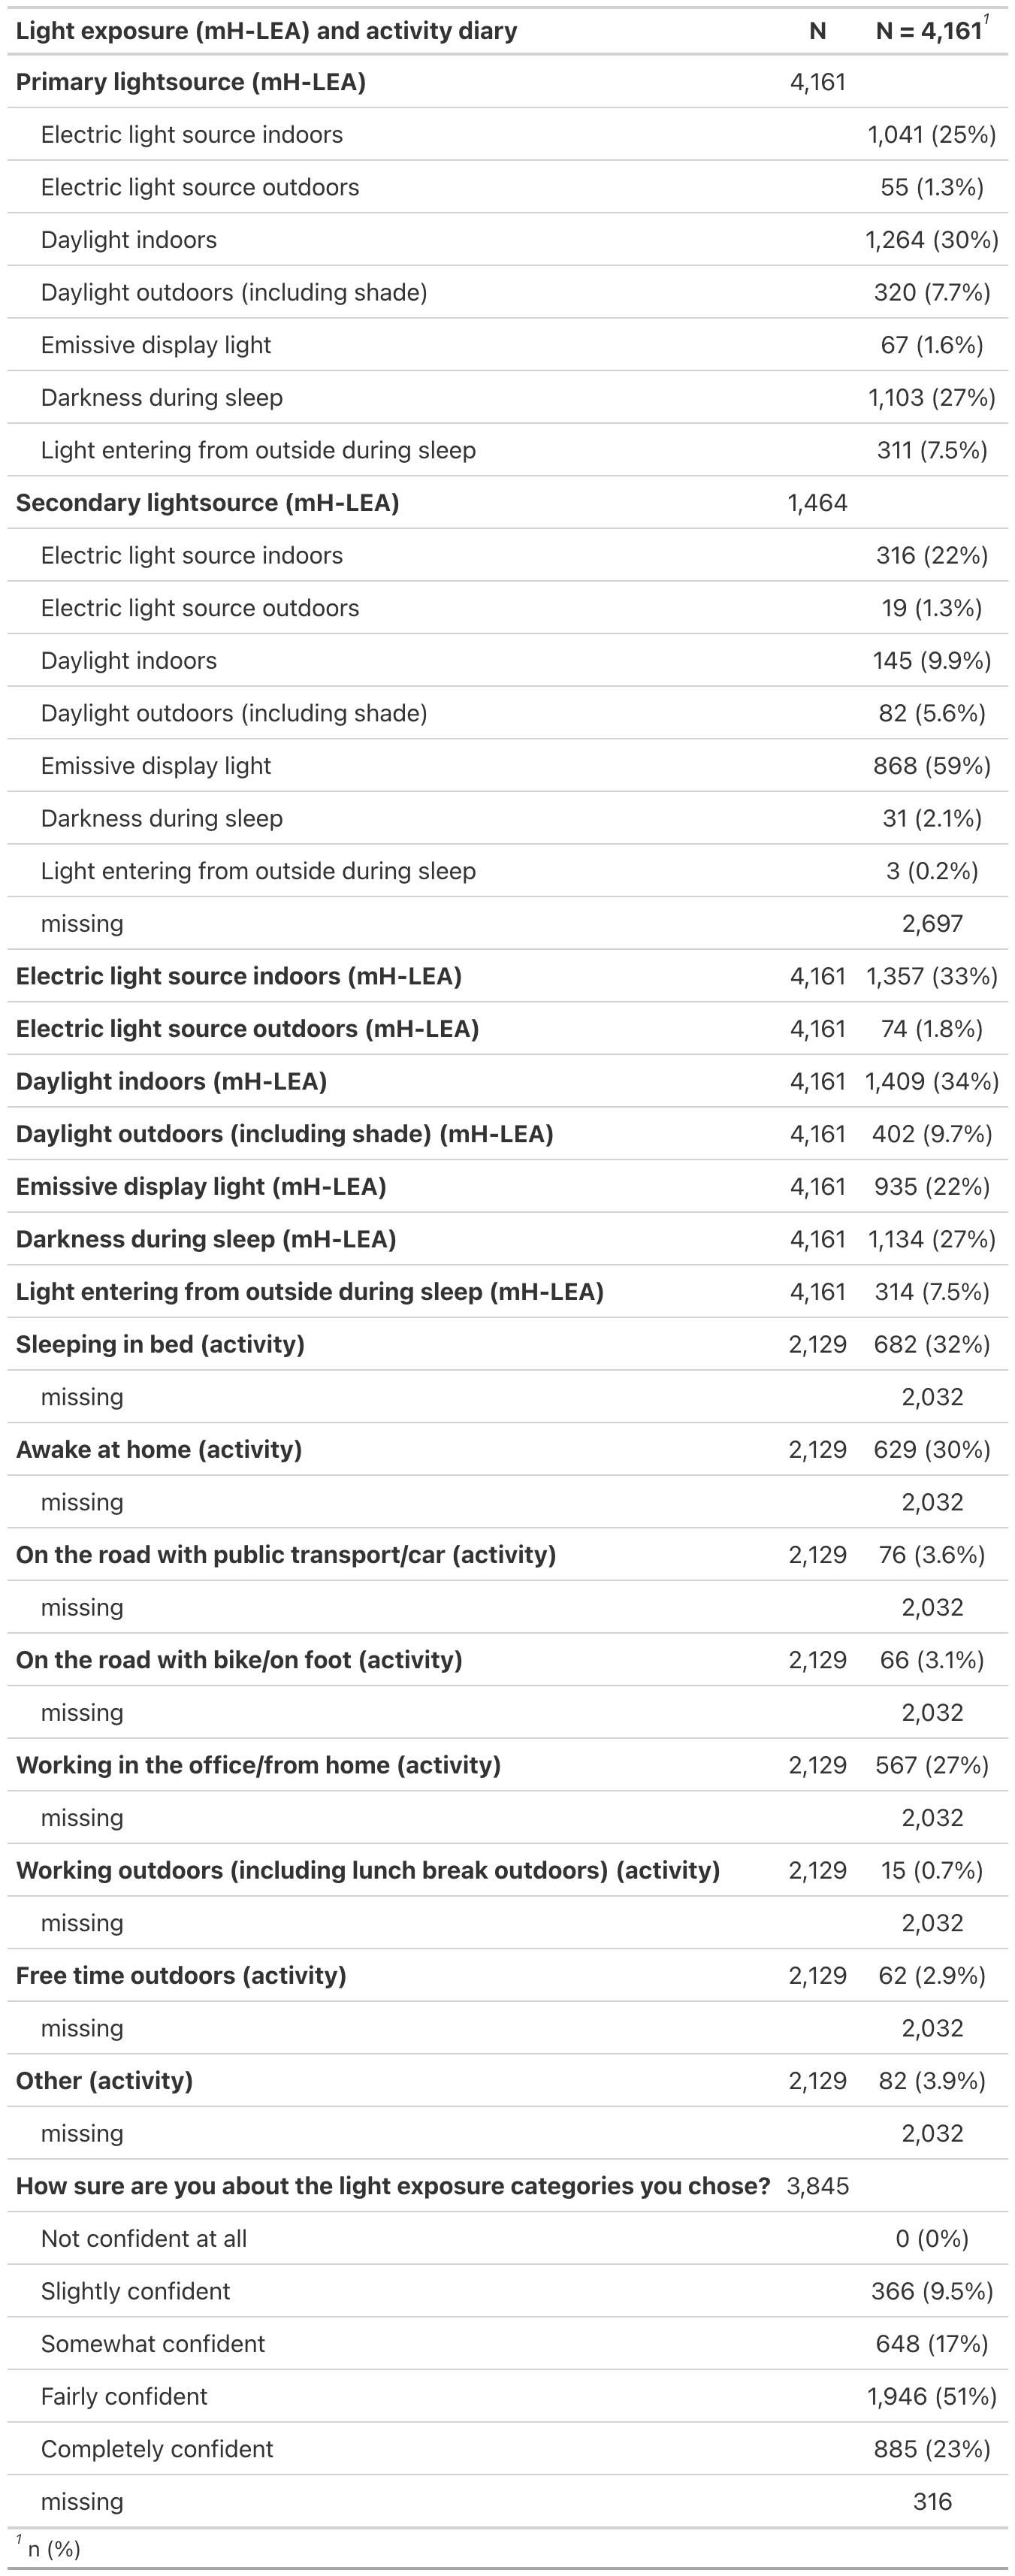 Light exposure (mH-LEA) and activity diary N N = 4,161¹
Primary lightsource (mH-LEA) 4,161
Electric light source indoors 1,041 (25%)
Electric light source outdoors 55 (1.3%)
Daylight indoors 1,264 (30%)
Daylight outdoors (including shade) 320 (7.7%)
Emissive display light 67 (1.6%)
Darkness during sleep 1,103 (27%)
Light entering from outside during sleep 311 (7.5%)
Secondary lightsource (mH-LEA) 1,464
Electric light source indoors 316 (22%)
Electric light source outdoors 19 (1.3%)
Daylight indoors 145 (9.9%)
Daylight outdoors (including shade) 82 (5.6%)
Emissive display light 868 (59%)
Darkness during sleep 31 (2.1%)
Light entering from outside during sleep 3 (0.2%)
missing 2,697
Electric light source indoors (mH-LEA) 4,161 1,357 (33%)
Electric light source outdoors (mH-LEA) 4,161 74 (1.8%)
Daylight indoors (mH-LEA) 4,161 1,409 (34%)
Daylight outdoors (including shade) (mH-LEA) 4,161 402 (9.7%)
Emissive display light (mH-LEA) 4,161 935 (22%)
Darkness during sleep (mH-LEA) 4,161 1,134 (27%)
Light entering from outside during sleep (mH-LEA) 4,161 314 (7.5%)
Sleeping in bed (activity) 2,129 682 (32%)
missing 2,032
Awake at home (activity) 2,129 629 (30%)
missing 2,032
On the road with public transport/car (activity) 2,129 76 (3.6%)
missing 2,032
On the road with bike/on foot (activity) 2,129 66 (3.1%)
missing 2,032
Working in the office/from home (activity) 2,129 567 (27%)
missing 2,032
Working outdoors (including lunch break outdoors) (activity) 2,129 15 (0.7%)
missing 2,032
Free time outdoors (activity) 2,129 62 (2.9%)
missing 2,032
Other (activity) 2,129 82 (3.9%)
missing 2,032
How sure are you about the light exposure categories you chose? 3,845
Not confident at all 0 (0%)
Slightly confident 366 (9.5%)
Somewhat confident 648 (17%)
Fairly confident 1,946 (51%)
Completely confident 885 (23%)
missing 316
¹ n (%)